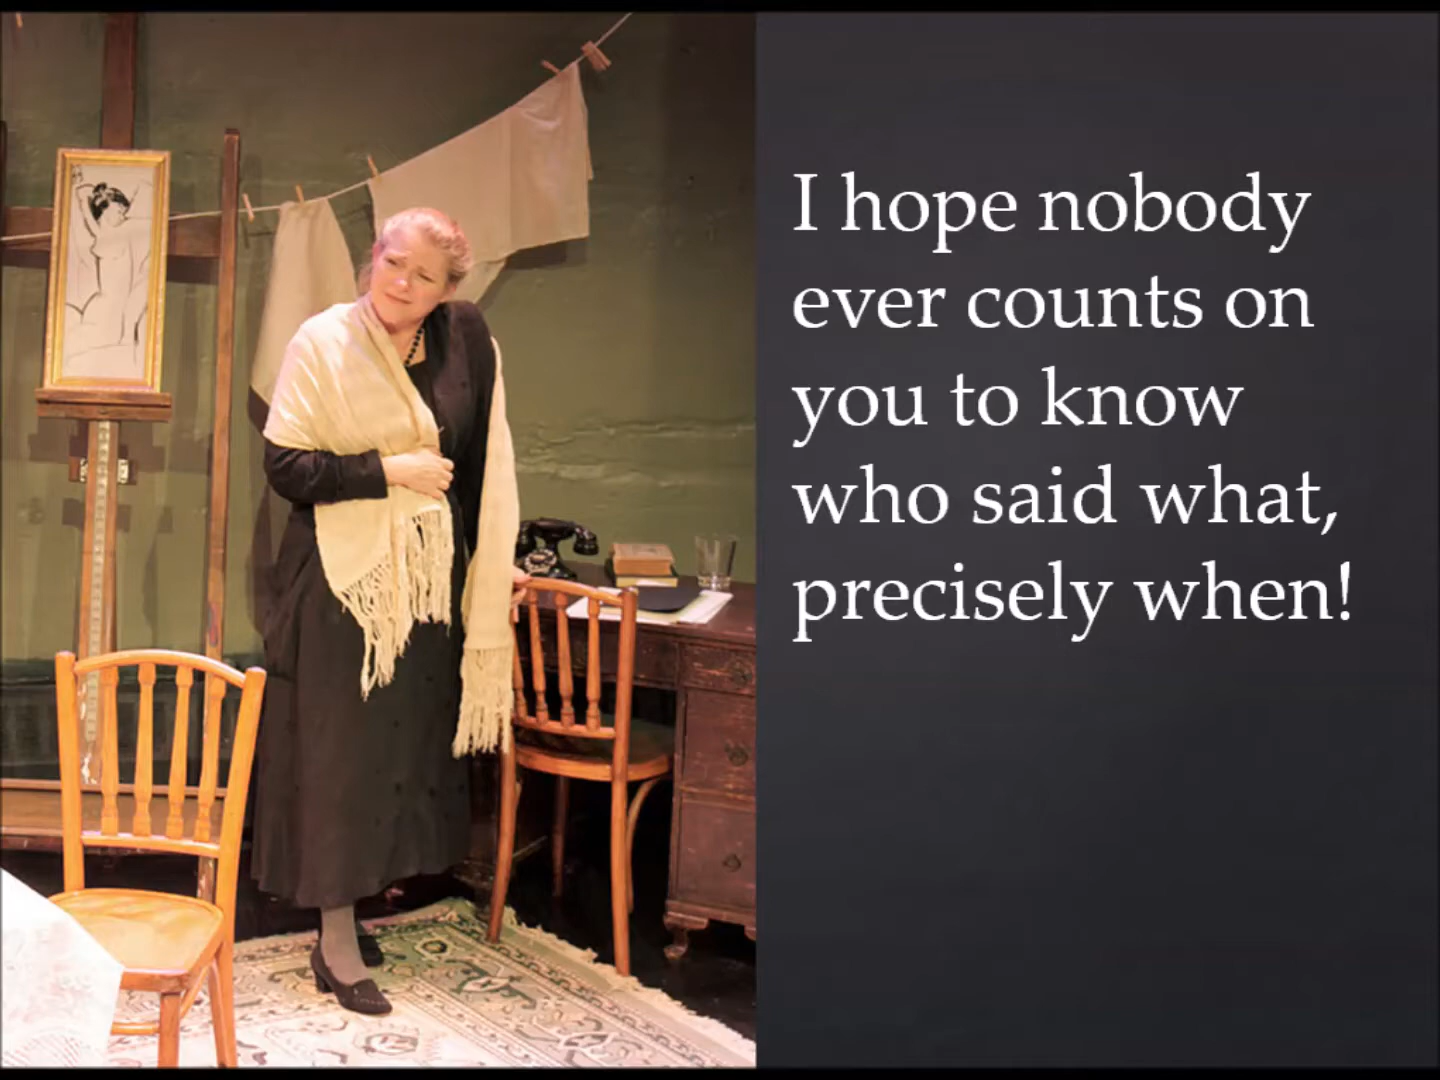 I hope nobody
ever counts on
you to know
who said what,
precisely when!